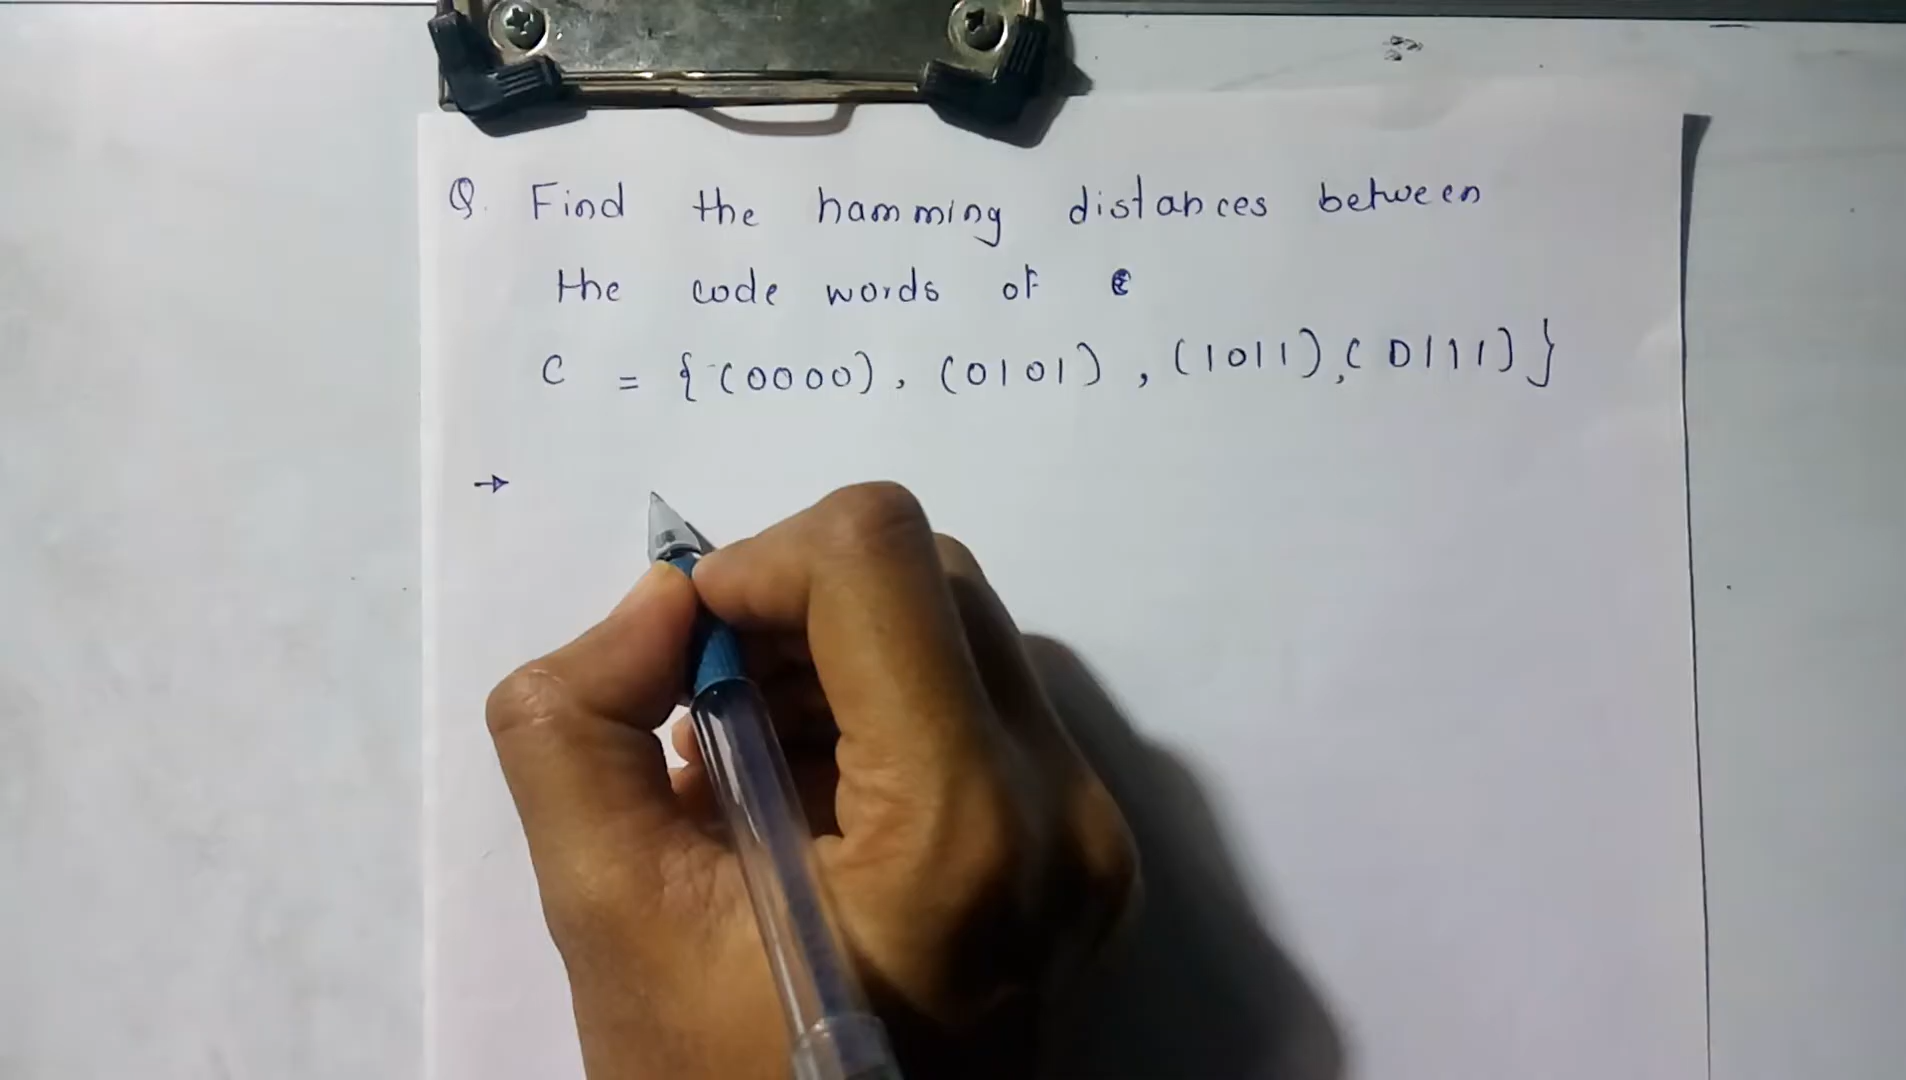 Q. Find the hamming distances between
the code words of C
C = { (0000), (0101), (1011), (0111) }
→